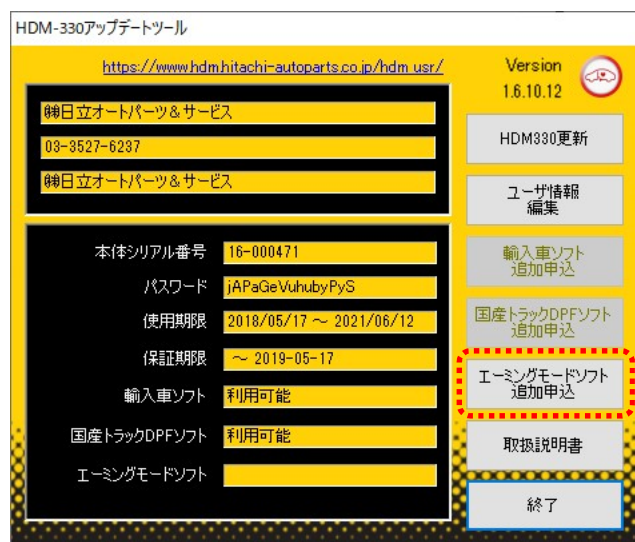 HDM-330アップデートツール
https://www.hdm.hitachi-autoparts.co.jp/hdm_usr/
Version
1.6.10.12
㈱日立オートパーツ＆サービス
03-3527-6237
㈱日立オートパーツ＆サービス
HDM330更新
ユーザ情報
編集
本体シリアル番号 16-000471
パスワード jAPaGeVuhubyPyS
使用期限 2018/05/17 ～ 2021/06/12
保証期限 ～ 2019-05-17
輸入車ソフト 利用可能
国産トラックDPFソフト 利用可能
エーミングモードソフト
輸入車ソフト
追加申込
国産トラックDPFソフト
追加申込
エーミングモードソフト
追加申込
取扱説明書
終了